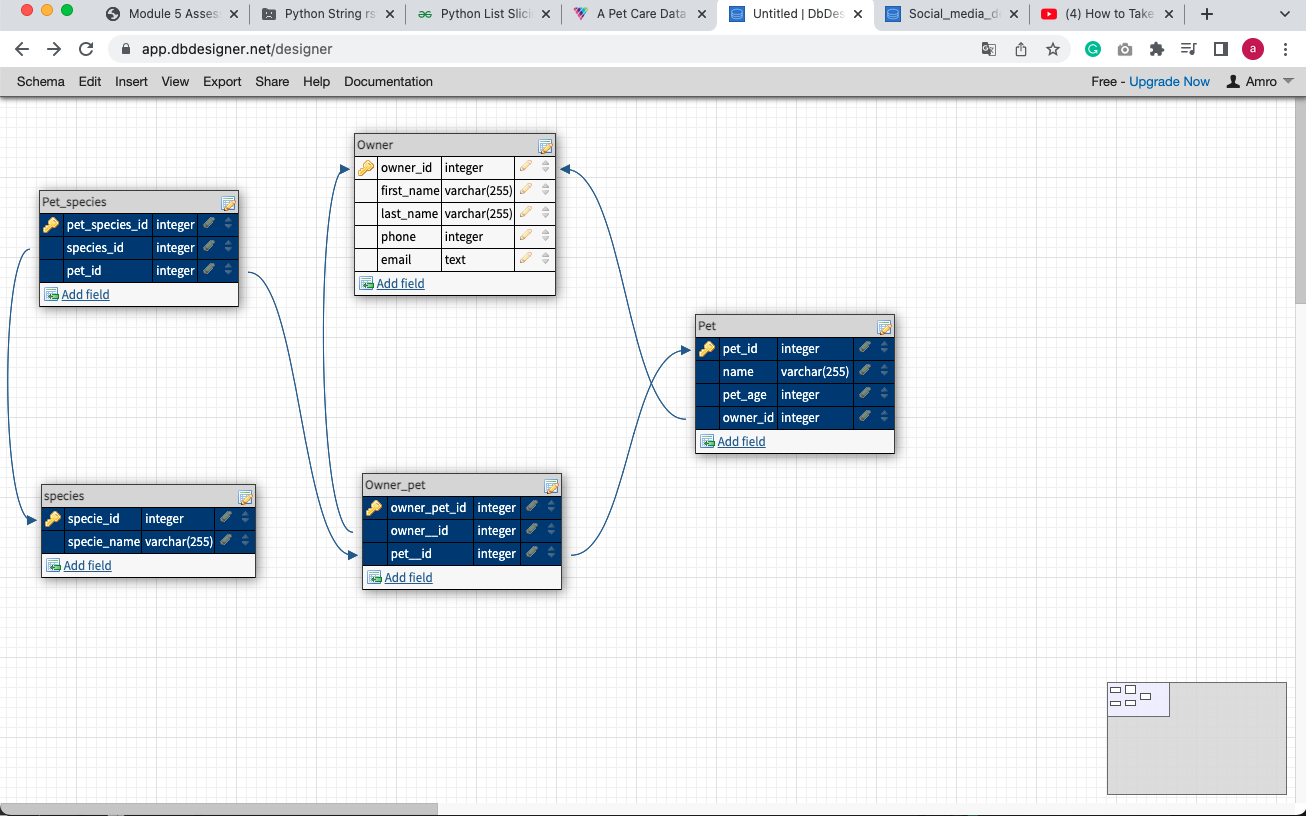 Module 5 Asses
Python String rs
Python List Slici
A Pet Care Data
Untitled | DbDes
Social_media_d
(4) How to Take
app.dbdesigner.net/designer
a
Schema Edit Insert View Export Share Help Documentation
Free - Upgrade Now Amro
Owner
owner_id integer
first_name varchar(255)
last_name varchar(255)
phone integer
email text
Add field
Pet_species
pet_species_id integer
species_id integer
pet_id integer
Add field
Pet
pet_id integer
name varchar(255)
pet_age integer
owner_id integer
Add field
species
specie_id integer
specie_name varchar(255)
Add field
Owner_pet
owner_pet_id integer
owner__id integer
pet__id integer
Add field